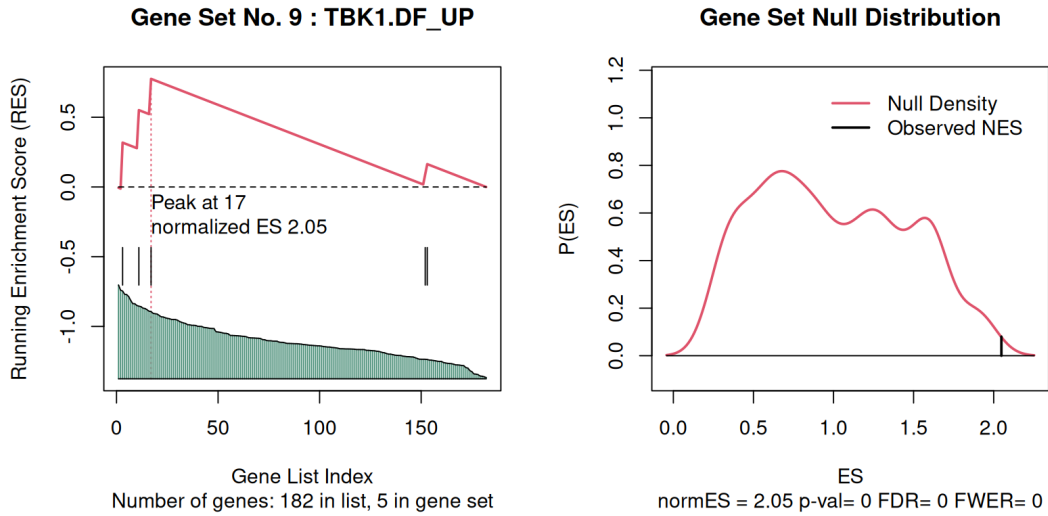 Gene Set No. 9 : TBK1.DF_UP
Running Enrichment Score (RES)
0.5
0.0
-0.5
-1.0
Peak at 17
normalized ES 2.05
0
50
100
150
Gene List Index
Number of genes: 182 in list, 5 in gene set
Gene Set Null Distribution
P(ES)
1.2
1.0
0.8
0.6
0.4
0.2
0.0
Null Density
Observed NES
0.0
0.5
1.0
1.5
2.0
ES
normES = 2.05 p-val= 0 FDR= 0 FWER= 0